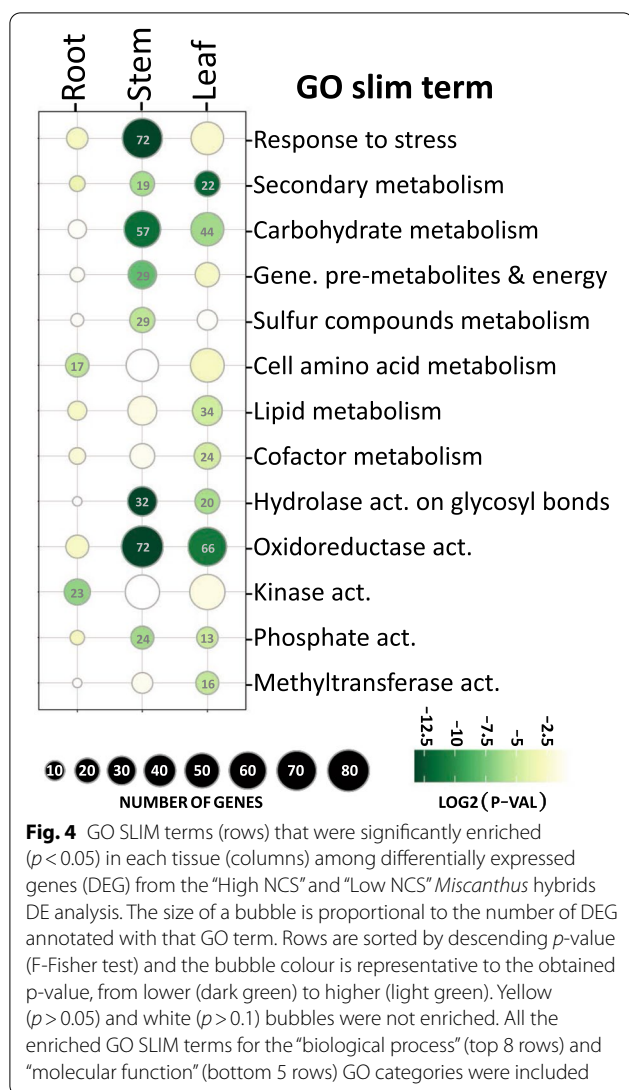 Root
Stem
Leaf
GO slim term
72 Response to stress
19 22 Secondary metabolism
57 44 Carbohydrate metabolism
29 Gene. pre-metabolites & energy
29 Sulfur compounds metabolism
17 Cell amino acid metabolism
34 Lipid metabolism
24 Cofactor metabolism
32 20 Hydrolase act. on glycosyl bonds
72 66 Oxidoreductase act.
23 Kinase act.
24 13 Phosphate act.
16 Methyltransferase act.
10 20 30 40 50 60 70 80
NUMBER OF GENES
-12.5 -10 -7.5 -5 -2.5
LOG2 (P-VAL)
Fig. 4 GO SLIM terms (rows) that were significantly enriched
(p < 0.05) in each tissue (columns) among differentially expressed
genes (DEG) from the “High NCS” and “Low NCS” Miscanthus hybrids
DE analysis. The size of a bubble is proportional to the number of DEG
annotated with that GO term. Rows are sorted by descending p-value
(F-Fisher test) and the bubble colour is representative to the obtained
p-value, from lower (dark green) to higher (light green). Yellow
(p > 0.05) and white (p > 0.1) bubbles were not enriched. All the
enriched GO SLIM terms for the “biological process” (top 8 rows) and
“molecular function” (bottom 5 rows) GO categories were included